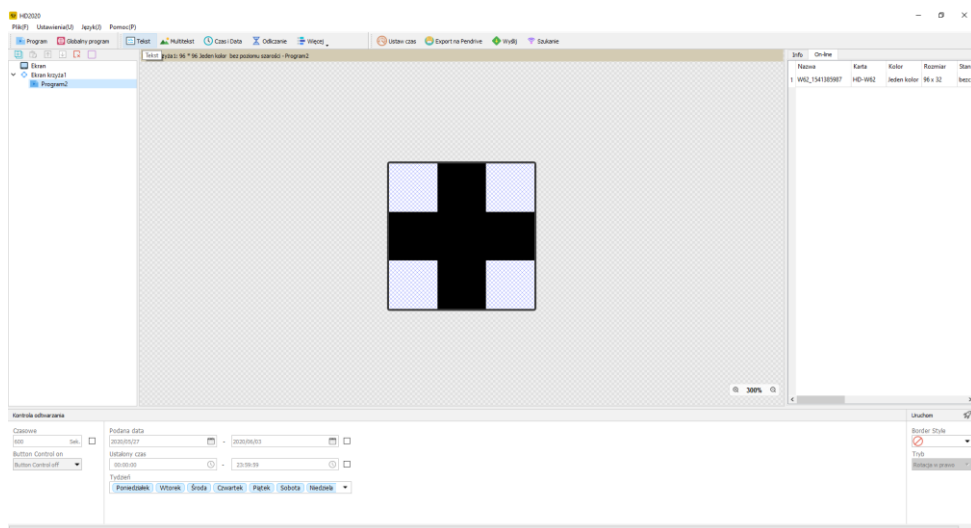 HD2020
Plik(F) Ustawienia(U) Język(J) Pomoc(P)
Program Globalny program Tekst Multitekst Czas i Data Odliczanie Więcej Ustaw czas Export na Pendrive Wyślij Szukanie
Tekst krzyża: 96 * 96 Jeden kolor bez poziomu szarości - Program2
Ekran
Ekran krzyża1
Program2
Info On-line
Nazwa Karta Kolor Rozmiar Stan
1 W62_1541385987 HD-W62 Jeden kolor 96 x 32
300%
Kontrola odtwarzania
Uruchom
Czasowe
600 Sek.
Button Control on
Button Control off
Podana data
2020/05/27 - 2020/06/03
Ustalony czas
00:00:00 - 23:59:59
Tydzień
Poniedziałek Wtorek Środa Czwartek Piątek Sobota Niedziela
Border Style
Tryb
Rotacja w prawo